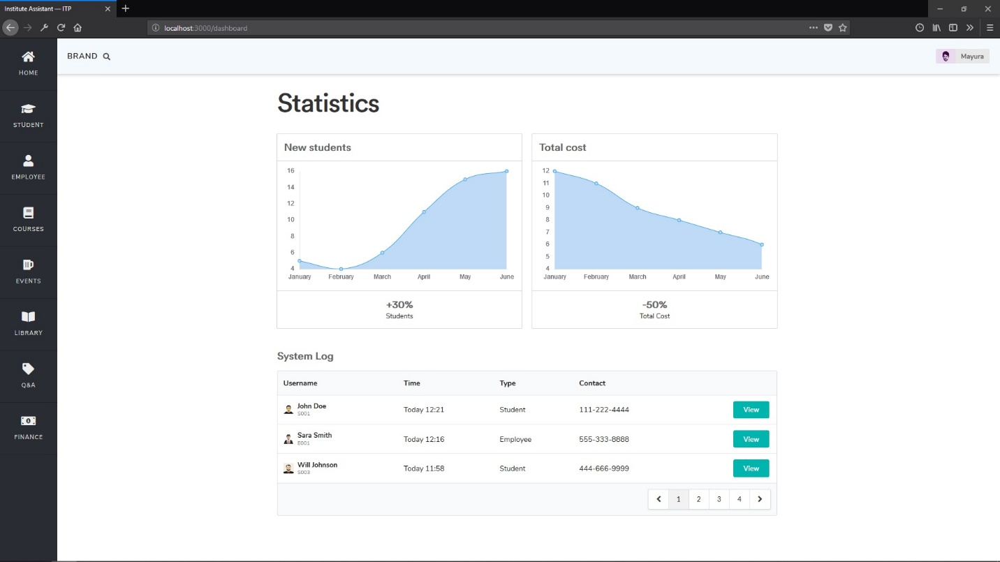 Institute Assistant — ITP
localhost:3000/dashboard
BRAND
Mayura
HOME
STUDENT
EMPLOYEE
COURSES
EVENTS
LIBRARY
Q&A
FINANCE
Statistics
New students
16
14
12
10
8
6
4
January February March April May June
+30%
Students
Total cost
12
11
10
9
8
7
6
5
4
January February March April May June
-50%
Total Cost
System Log
Username Time Type Contact
John Doe Today 12:21 Student 111-222-4444 View
S001
Sara Smith Today 12:16 Employee 555-333-8888 View
E001
Will Johnson Today 11:58 Student 444-666-9999 View
S003
1 2 3 4